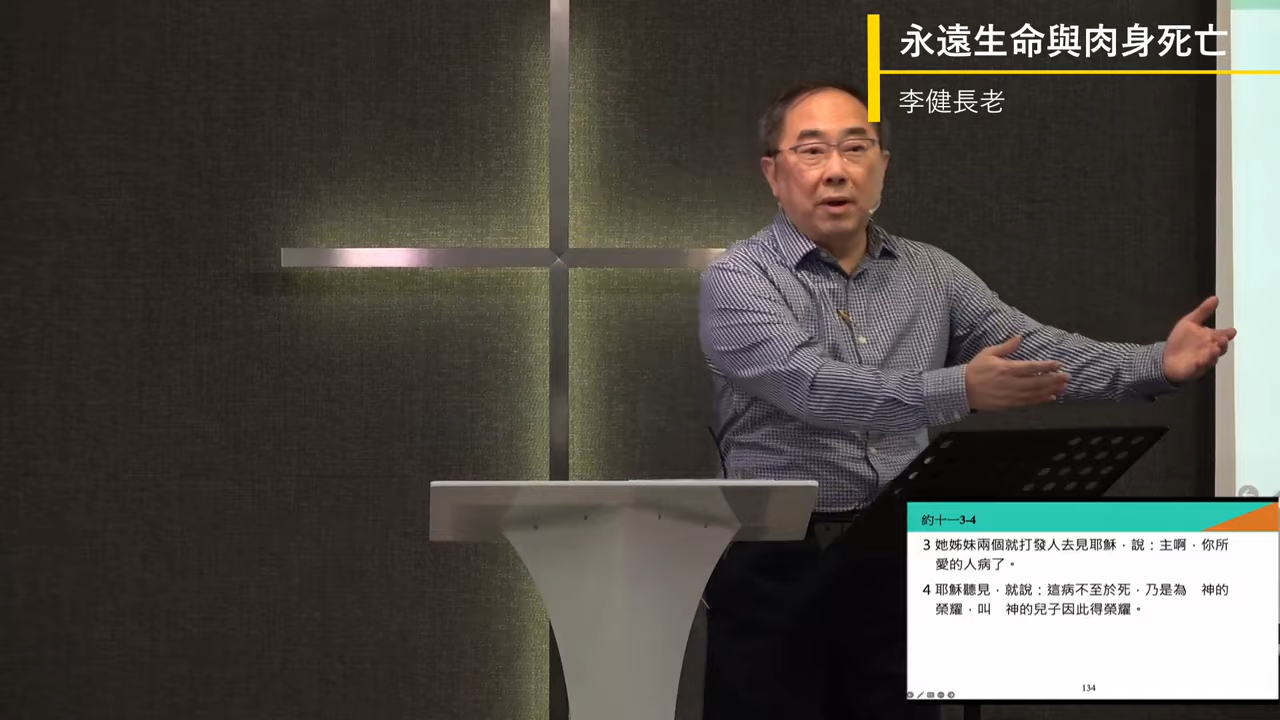 永遠生命與肉身死亡
李健長老
約十一3-4
3 她姊妹兩個就打發人去見耶穌，說：主啊，你所
愛的人病了。
4 耶穌聽見，就說：這病不至於死，乃是為　神的
榮耀，叫　神的兒子因此得榮耀。
134